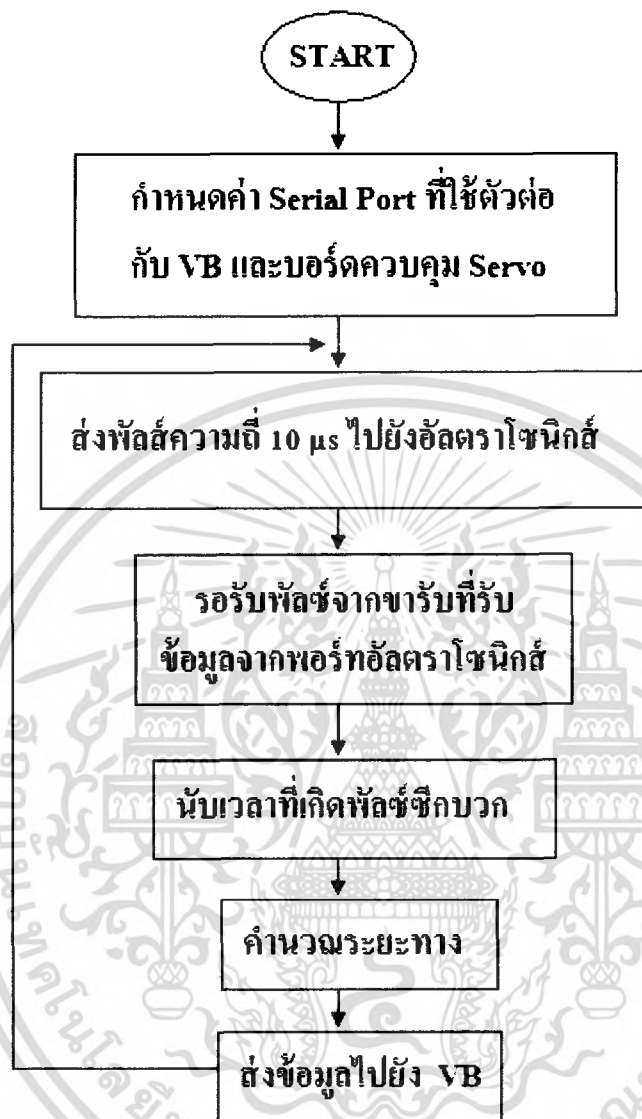 START
กำหนดค่า Serial Port ที่ใช้ตัวต่อ
กับ VB และบอร์ดควบคุม Servo
ส่งพัลส์ความถี่ 10 µs ไปยังอัลตราโซนิกส์
รอรับพัลซ์จากขารับที่รับ
ข้อมูลจากพอร์ทอัลตราโซนิกส์
นับเวลาที่เกิดพัลซ์ซีกบวก
คำนวณระยะทาง
ส่งข้อมูลไปยัง VB